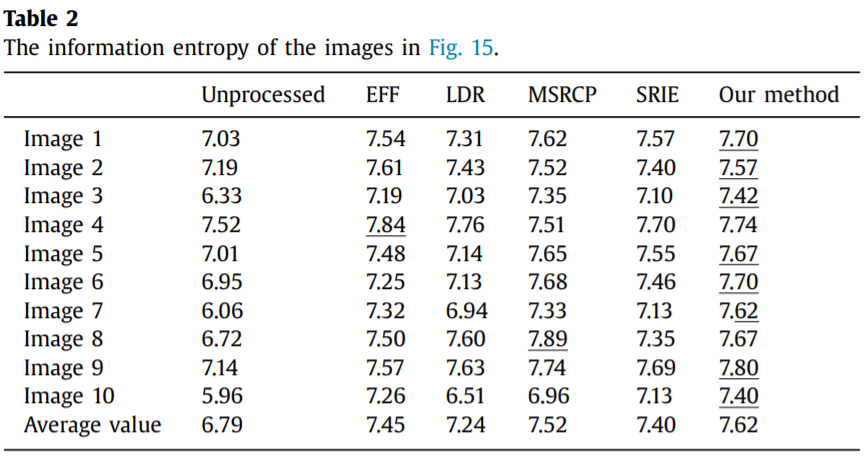 Table 2
The information entropy of the images in Fig. 15.
Unprocessed EFF LDR MSRCP SRIE Our method
Image 1 7.03 7.54 7.31 7.62 7.57 7.70
Image 2 7.19 7.61 7.43 7.52 7.40 7.57
Image 3 6.33 7.19 7.03 7.35 7.10 7.42
Image 4 7.52 7.84 7.76 7.51 7.70 7.74
Image 5 7.01 7.48 7.14 7.65 7.55 7.67
Image 6 6.95 7.25 7.13 7.68 7.46 7.70
Image 7 6.06 7.32 6.94 7.33 7.13 7.62
Image 8 6.72 7.50 7.60 7.89 7.35 7.67
Image 9 7.14 7.57 7.63 7.74 7.69 7.80
Image 10 5.96 7.26 6.51 6.96 7.13 7.40
Average value 6.79 7.45 7.24 7.52 7.40 7.62